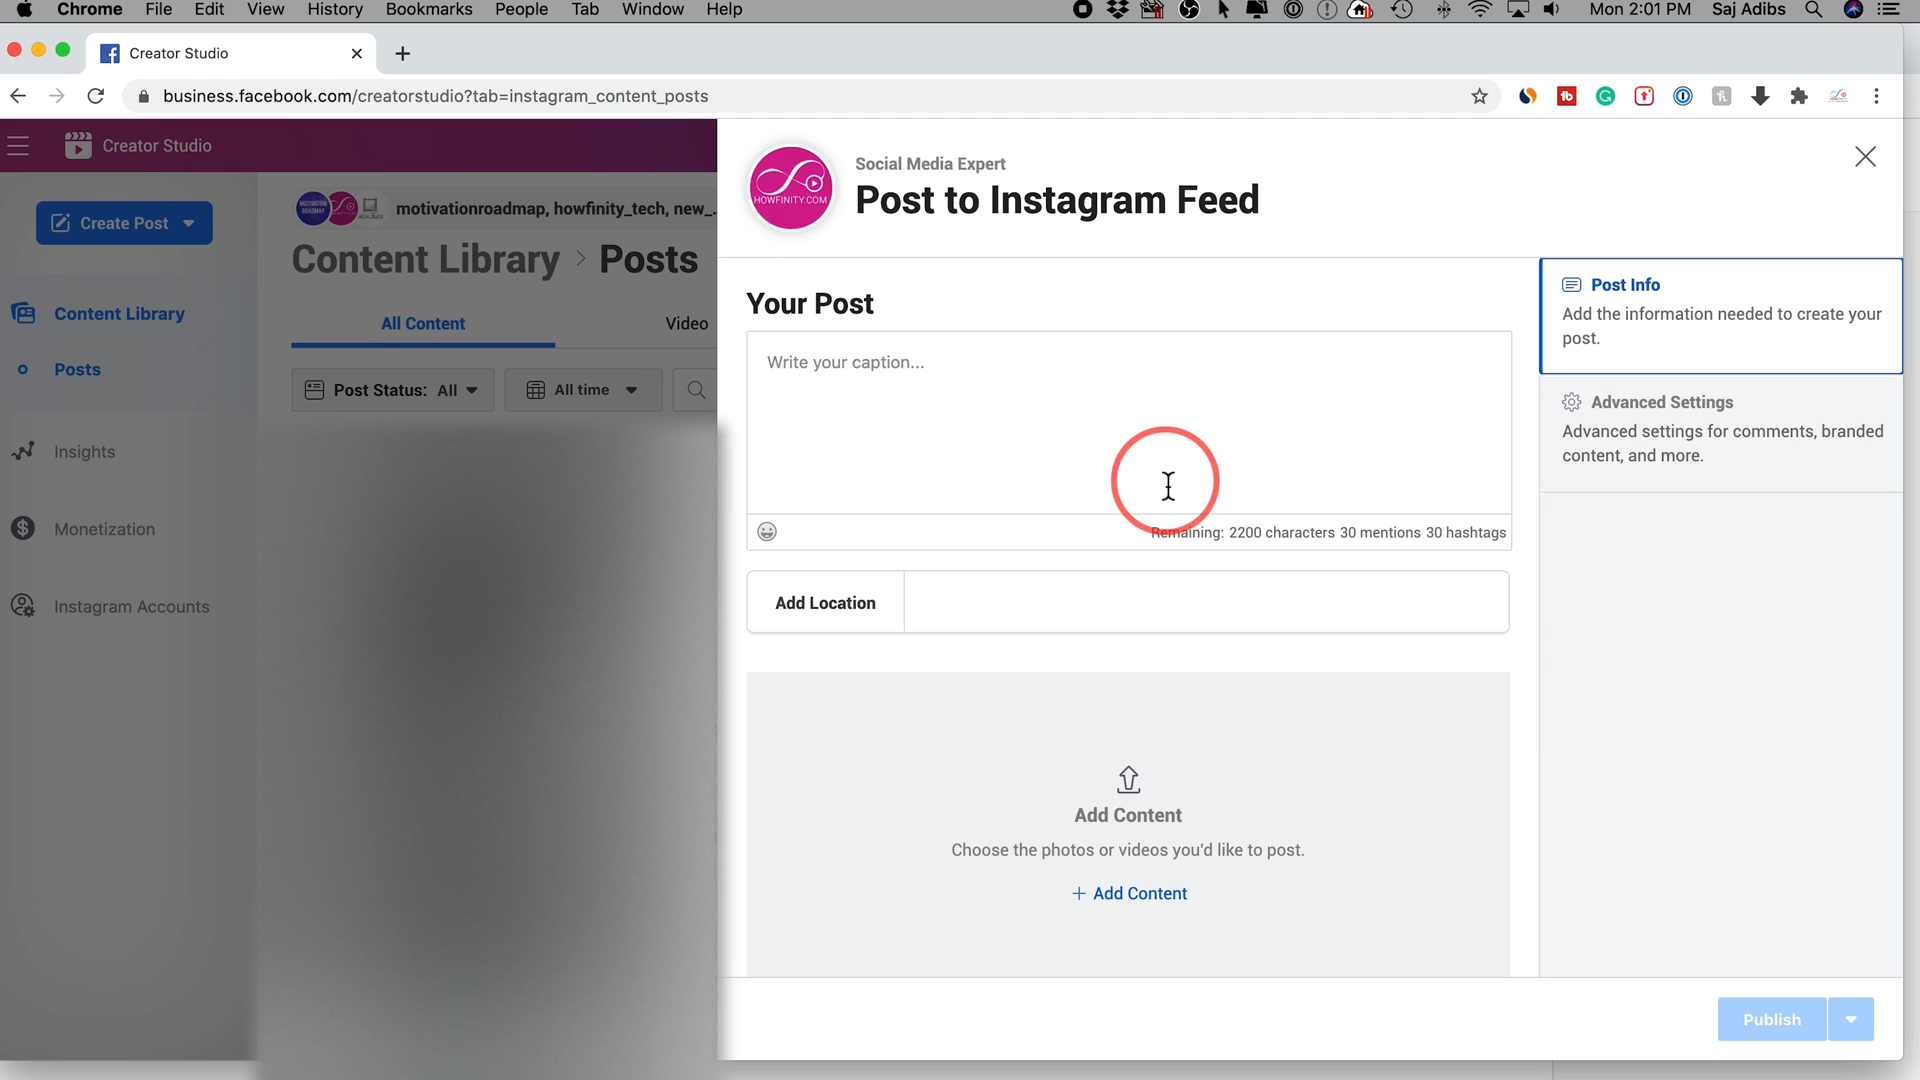 Chrome File Edit View History Bookmarks People Tab Window Help Mon 2:01 PM Saj Adibs
Creator Studio
business.facebook.com/creatorstudio?tab=instagram_content_posts
Creator Studio
Create Post
Content Library
Posts
Insights
Monetization
Instagram Accounts
motivationroadmap, howfinity_tech, new_...
Content Library > Posts
All Content Video
Post Status: All All time
HOWFINITY.COM
Social Media Expert
Post to Instagram Feed
Your Post
Write your caption...
Remaining: 2200 characters 30 mentions 30 hashtags
Add Location
Add Content
Choose the photos or videos you'd like to post.
+ Add Content
Post Info
Add the information needed to create your
post.
Advanced Settings
Advanced settings for comments, branded
content, and more.
Publish